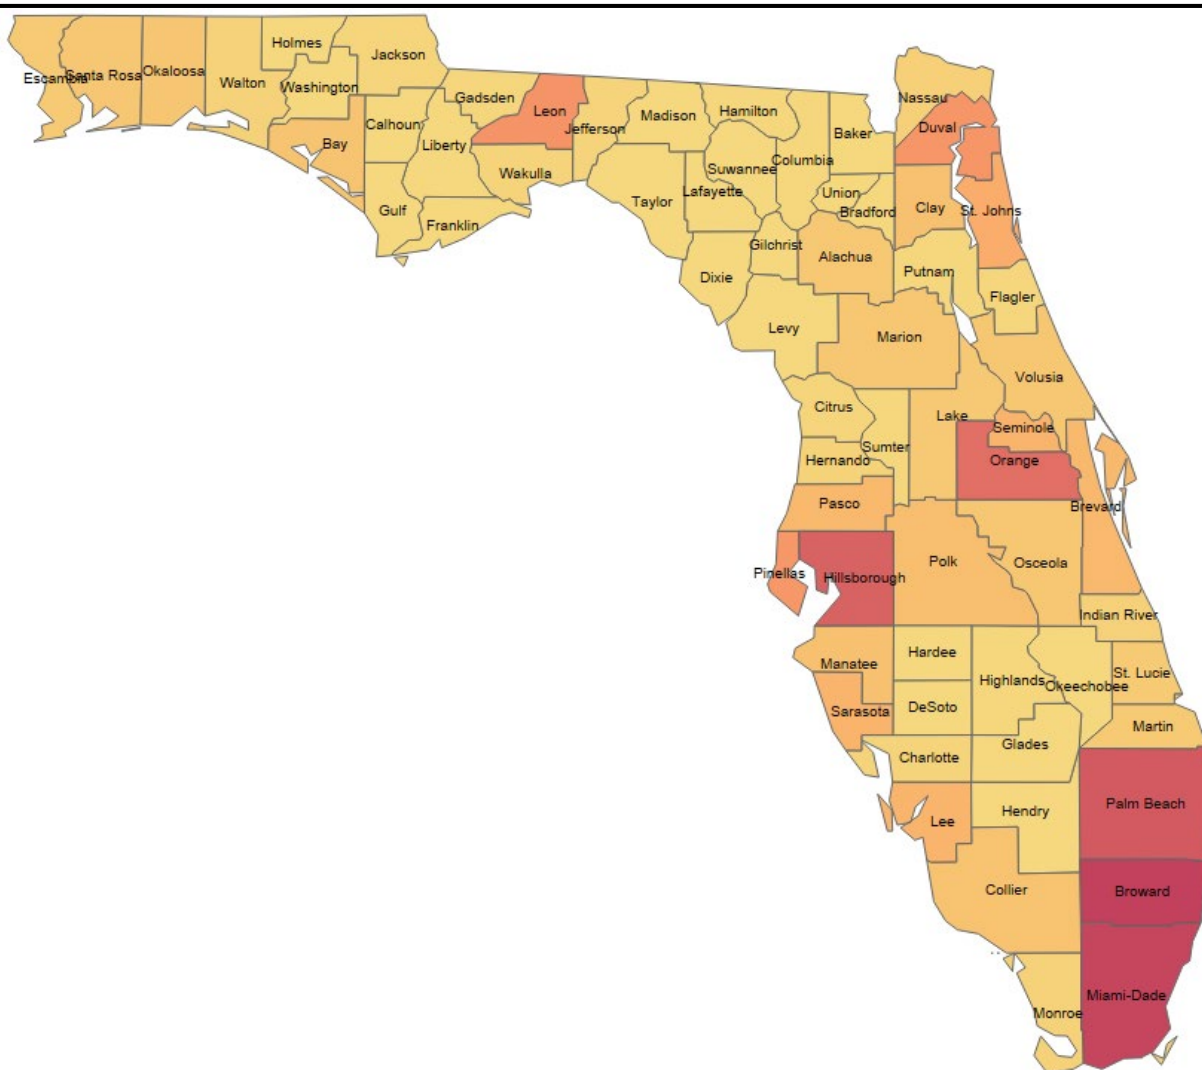 Holmes
Jackson
Escambia
Santa Rosa
Okaloosa
Walton
Washington
Gadsden
Leon
Nassau
Calhoun
Jefferson
Madison
Hamilton
Duval
Bay
Liberty
Baker
Wakulla
Suwannee
Columbia
Lafayette
Union
Taylor
Bradford
Clay
St. Johns
Gulf
Franklin
Gilchrist
Alachua
Dixie
Putnam
Flagler
Levy
Marion
Volusia
Citrus
Lake
Seminole
Sumter
Hernando
Orange
Pasco
Brevard
Pinellas
Hillsborough
Polk
Osceola
Indian River
Manatee
Hardee
Highlands
Okeechobee
St. Lucie
Sarasota
DeSoto
Martin
Charlotte
Glades
Lee
Hendry
Palm Beach
Collier
Broward
Miami-Dade
Monroe